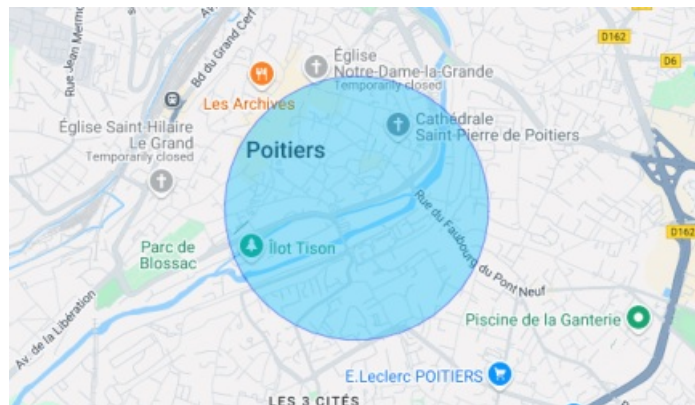 Rue Jean Mermo
Av.
Bd du Grand Cerf
D162
D6
Église
Notre-Dame-la-Grande
Temporarily closed
Les Archives
Église Saint-Hilaire
Le Grand
Temporarily closed
Cathédrale
Saint-Pierre de Poitiers
Poitiers
Rue du Faubourg du Pont Neuf
Parc de
Blossac
Îlot Tison
D162
Av. de la Libération
Piscine de la Ganterie
E.Leclerc POITIERS
LES 3 CITÉS